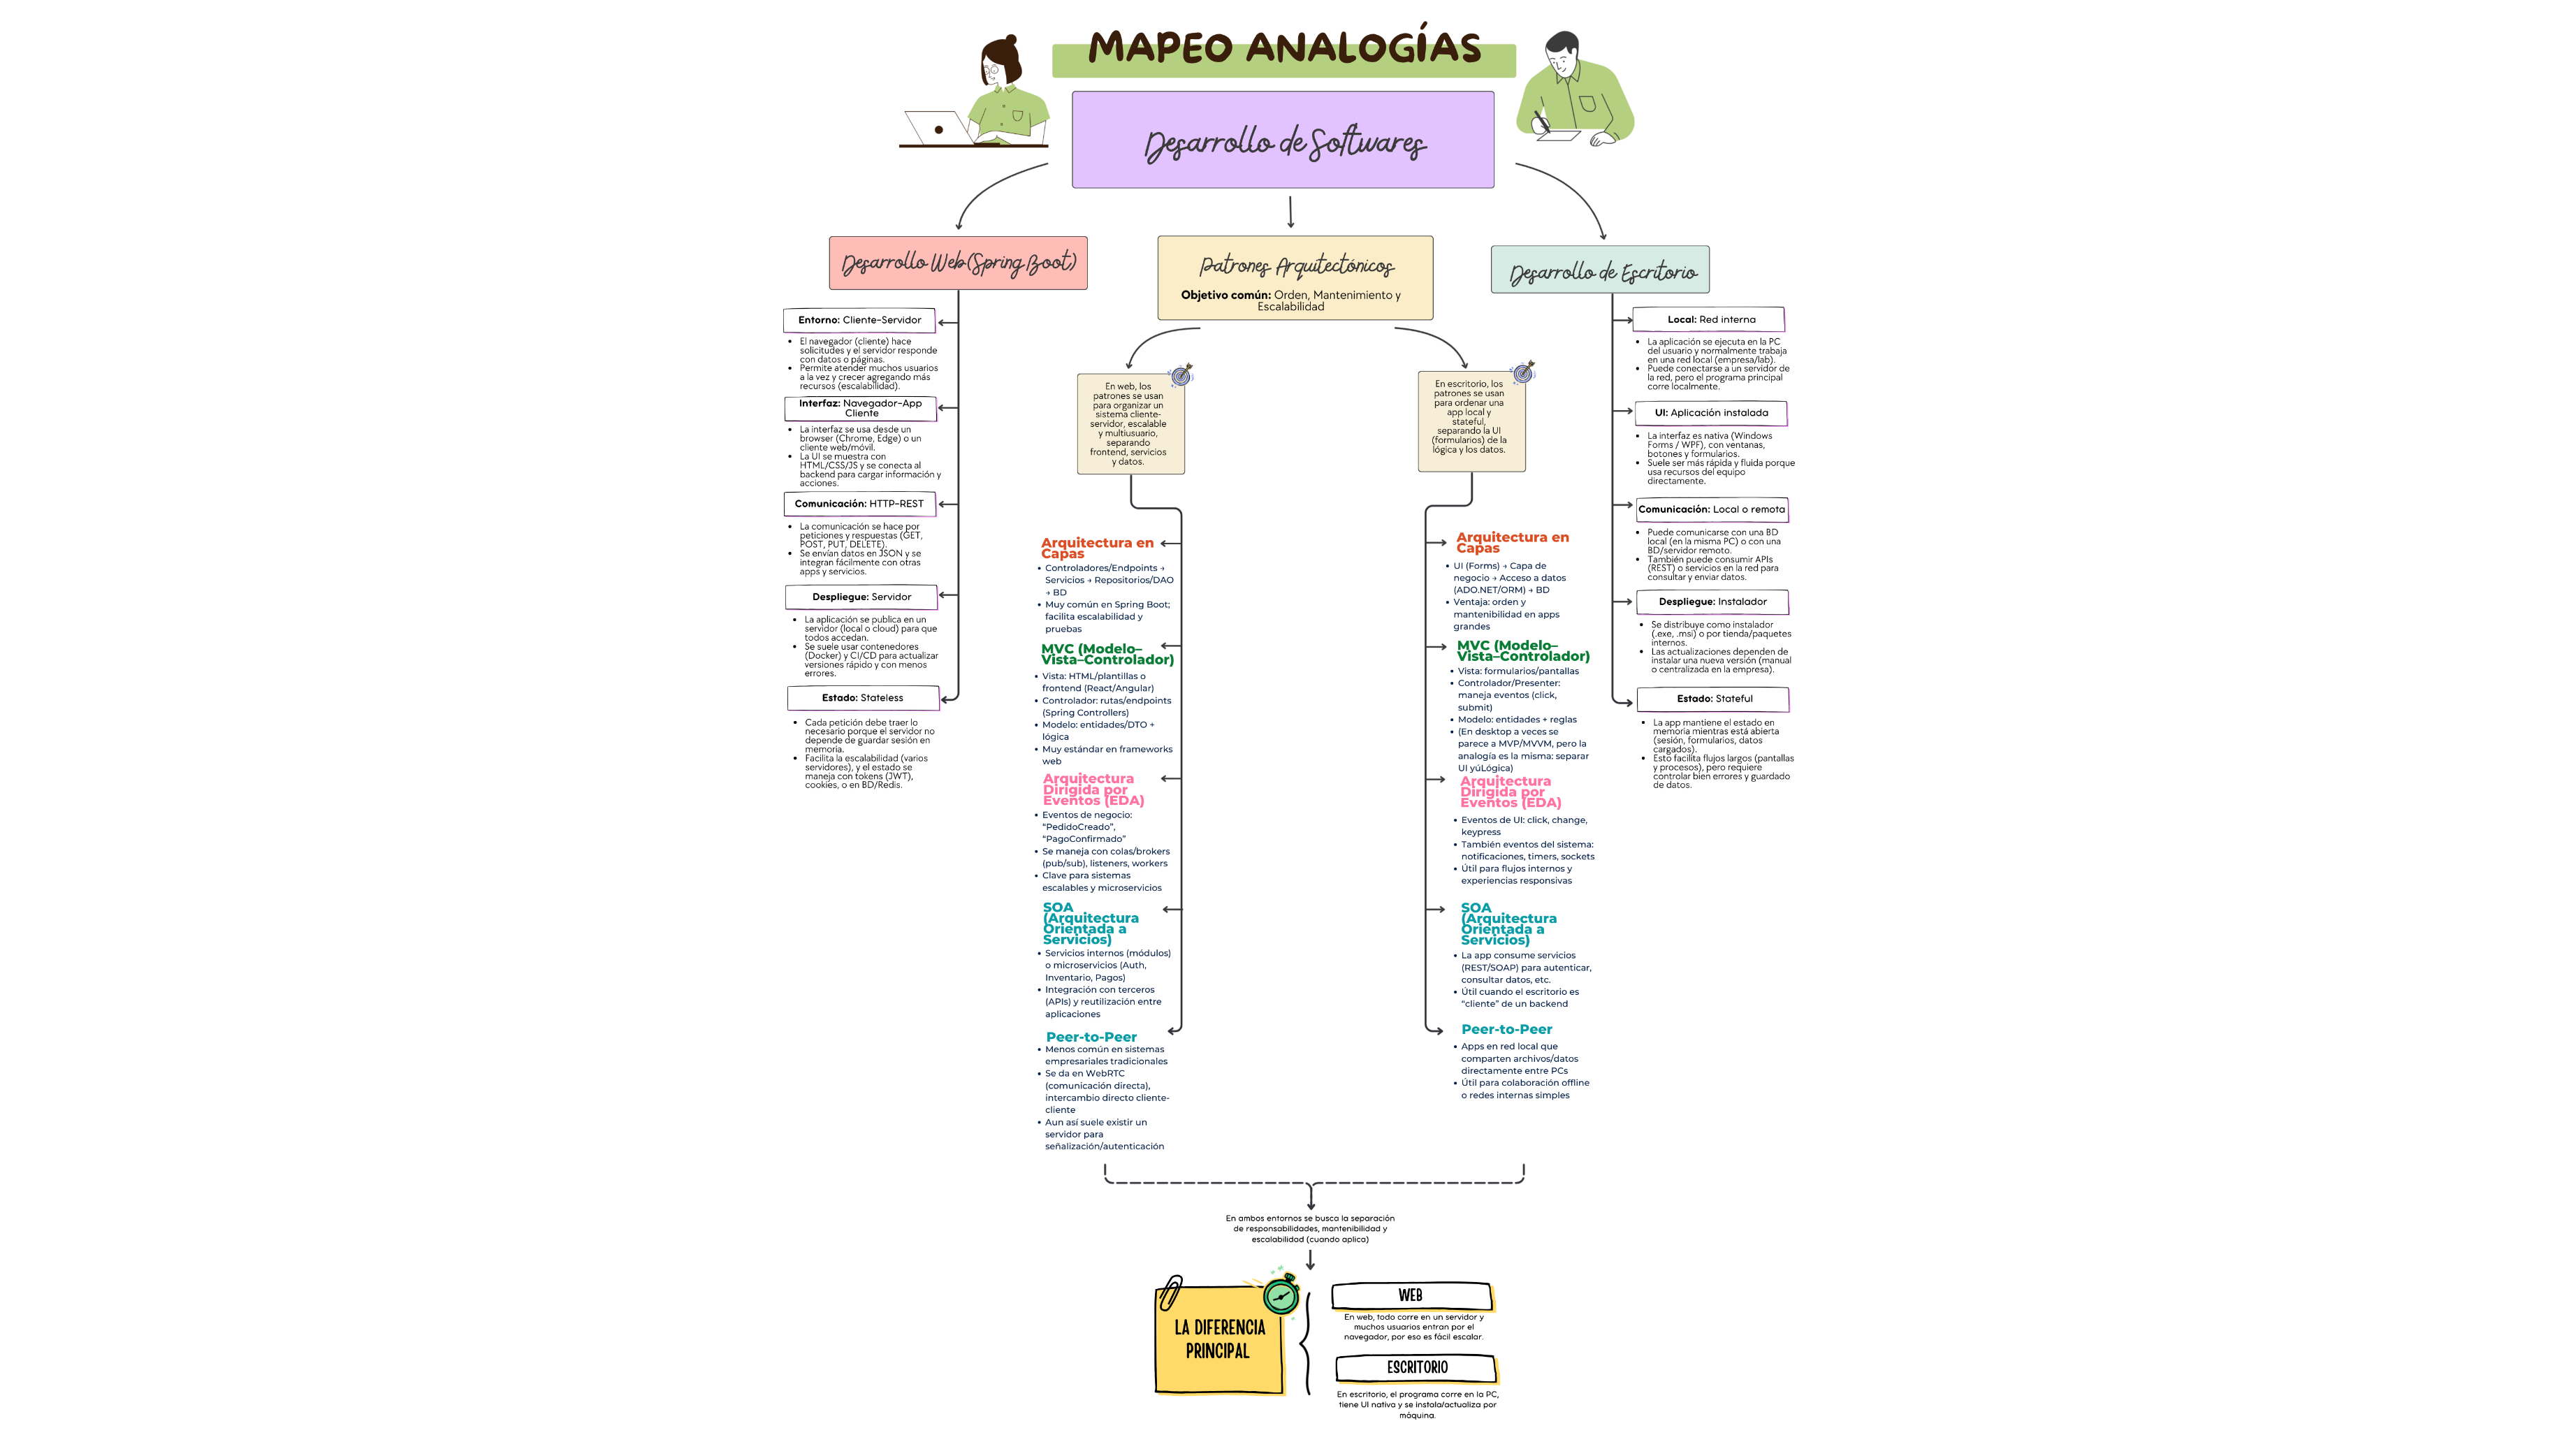 MAPEO ANALOGÍAS
Desarrollo de Softwares
Desarrollo Web (Spring Boot)
Entorno: Cliente-Servidor
• El navegador (cliente) hace
solicitudes y el servidor responde
con datos o páginas.
• Permite atender muchos usuarios
a la vez y crecer agregando más
recursos (escalabilidad).
Interfaz: Navegador-App
Cliente
• La interfaz se usa desde un
browser (Chrome, Edge) o un
cliente web/móvil.
• La UI se muestra con
HTML/CSS/JS y se conecta al
backend para cargar información y
acciones.
Comunicación: HTTP-REST
• La comunicación se hace por
peticiones y respuestas (GET,
POST, PUT, DELETE).
• Se envían datos en JSON y se
integran fácilmente con otras
apps y servicios.
Despliegue: Servidor
• La aplicación se publica en un
servidor (local o cloud) para que
todos accedan.
• Se suele usar contenedores
(Docker) y CI/CD para actualizar
versiones rápido y con menos
errores.
Estado: Stateless
• Cada petición debe traer lo
necesario porque el servidor no
depende de guardar sesión en
memoria.
• Facilita la escalabilidad (varios
servidores), y el estado se
maneja con tokens (JWT),
cookies, o en BD/Redis.
Patrones Arquitectónicos
Objetivo común: Orden, Mantenimiento y
Escalabilidad
En web, los
patrones se usan
para organizar un
sistema cliente-
servidor, escalable
y multiusuario,
separando
frontend, servicios
y datos.
Arquitectura en
Capas
• Controladores/Endpoints →
Servicios → Repositorios/DAO
→ BD
• Muy común en Spring Boot;
facilita escalabilidad y
pruebas
MVC (Modelo–
Vista–Controlador)
• Vista: HTML/plantillas o
frontend (React/Angular)
• Controlador: rutas/endpoints
(Spring Controllers)
• Modelo: entidades/DTO +
lógica
• Muy estándar en frameworks
web
Arquitectura
Dirigida por
Eventos (EDA)
• Eventos de negocio:
“PedidoCreado”,
“PagoConfirmado”
• Se maneja con colas/brokers
(pub/sub), listeners, workers
• Clave para sistemas
escalables y microservicios
SOA
(Arquitectura
Orientada a
Servicios)
• Servicios internos (módulos)
o microservicios (Auth,
Inventario, Pagos)
• Integración con terceros
(APIs) y reutilización entre
aplicaciones
Peer-to-Peer
• Menos común en sistemas
empresariales tradicionales
• Se da en WebRTC
(comunicación directa),
intercambio directo cliente-
cliente
• Aun así suele existir un
servidor para
señalización/autenticación
En escritorio, los
patrones se usan
para ordenar una
app local y
stateful,
separando la UI
(formularios) de la
lógica y los datos.
Arquitectura en
Capas
• UI (Forms) → Capa de
negocio → Acceso a datos
(ADO.NET/ORM) → BD
• Ventaja: orden y
mantenibilidad en apps
grandes
MVC (Modelo–
Vista–Controlador)
• Vista: formularios/pantallas
• Controlador/Presenter:
maneja eventos (click,
submit)
• Modelo: entidades + reglas
• (En desktop a veces se
parece a MVP/MVVM, pero la
analogía es la misma: separar
UI yúLógica)
Arquitectura
Dirigida por
Eventos (EDA)
• Eventos de UI: click, change,
keypress
• También eventos del sistema:
notificaciones, timers, sockets
• Útil para flujos internos y
experiencias responsivas
SOA
(Arquitectura
Orientada a
Servicios)
• La app consume servicios
(REST/SOAP) para autenticar,
consultar datos, etc.
• Útil cuando el escritorio es
“cliente” de un backend
Peer-to-Peer
• Apps en red local que
comparten archivos/datos
directamente entre PCs
• Útil para colaboración offline
o redes internas simples
Desarrollo de Escritorio
Local: Red interna
• La aplicación se ejecuta en la PC
del usuario y normalmente trabaja
en una red local (empresa/lab).
• Puede conectarse a un servidor de
la red, pero el programa principal
corre localmente.
UI: Aplicación instalada
• La interfaz es nativa (Windows
Forms / WPF), con ventanas,
botones y formularios.
• Suele ser más rápida y fluida porque
usa recursos del equipo
directamente.
Comunicación: Local o remota
• Puede comunicarse con una BD
local (en la misma PC) o con una
BD/servidor remoto.
• También puede consumir APIs
(REST) o servicios en la red para
consultar y enviar datos.
Despliegue: Instalador
• Se distribuye como instalador
(.exe, .msi) o por tienda/paquetes
internos.
• Las actualizaciones dependen de
instalar una nueva versión (manual
o centralizada en la empresa).
Estado: Stateful
• La app mantiene el estado en
memoria mientras está abierta
(sesión, formularios, datos
cargados).
• Esto facilita flujos largos (pantallas
y procesos), pero requiere
controlar bien errores y guardado
de datos.
En ambos entornos se busca la separación
de responsabilidades, mantenibilidad y
escalabilidad (cuando aplica)
LA DIFERENCIA
PRINCIPAL
WEB
En web, todo corre en un servidor y
muchos usuarios entran por el
navegador, por eso es fácil escalar.
ESCRITORIO
En escritorio, el programa corre en la PC,
tiene UI nativa y se instala/actualiza por
máquina.